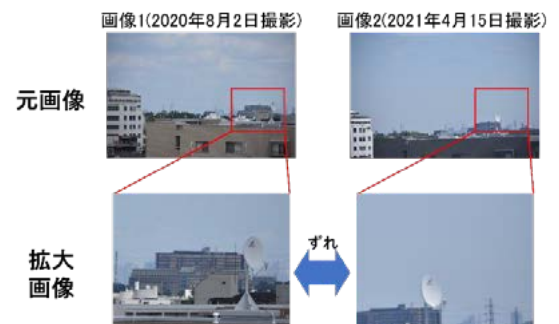 画像1(2020年8月2日撮影)
画像2(2021年4月15日撮影)
元画像
ずれ
拡大
画像